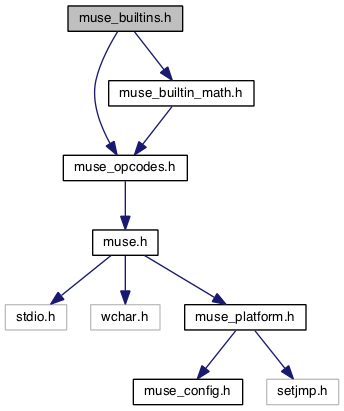 muse_builtins.h
muse_builtin_math.h
muse_opcodes.h
muse.h
stdio.h
wchar.h
muse_platform.h
muse_config.h
setjmp.h